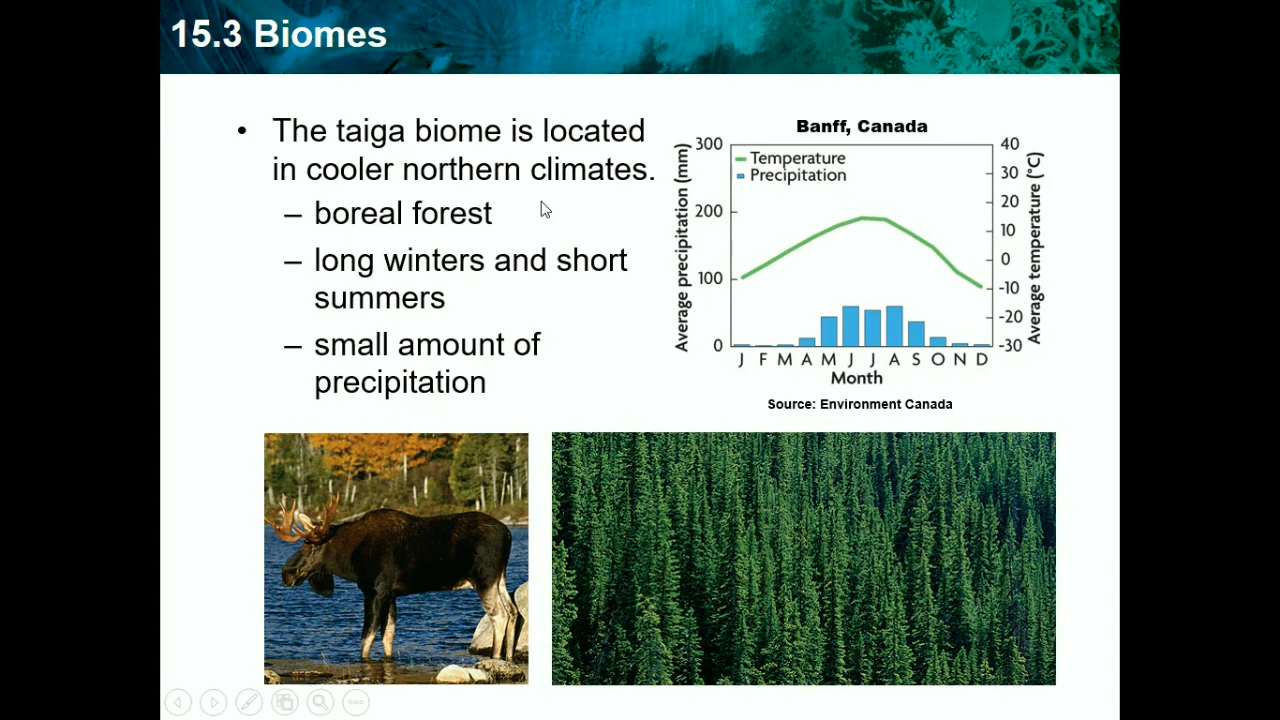 15.3 Biomes
• The taiga biome is located
in cooler northern climates.
– boreal forest
– long winters and short
summers
– small amount of
precipitation
Banff, Canada
Temperature
Precipitation
Average precipitation (mm)
300
200
100
0
40
30
20
10
0
-10
-20
-30
Average temperature (°C)
J F M A M J J A S O N D
Month
Source: Environment Canada